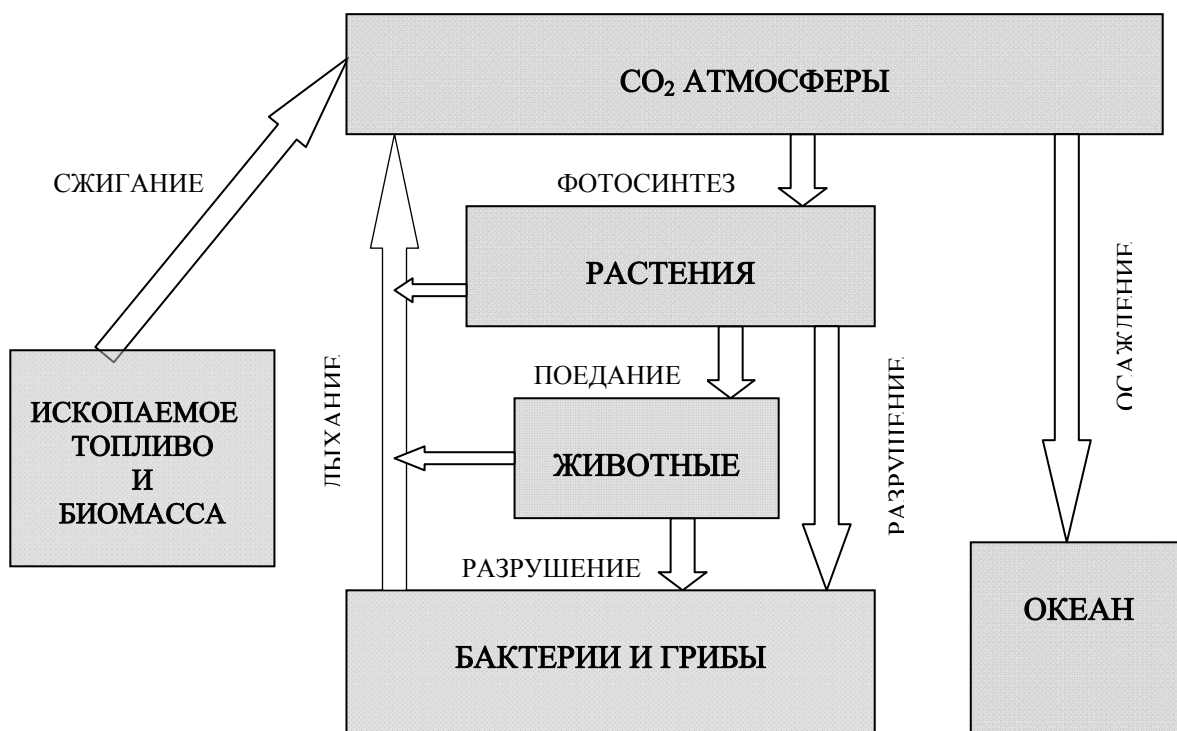 CO₂ АТМОСФЕРЫ
СЖИГАНИЕ
ФОТОСИНТЕЗ
РАСТЕНИЯ
ОСАЖДЕНИЕ
ДЫХАНИЕ
ПОЕДАНИЕ
РАЗРУШЕНИЕ
ИСКОПАЕМОЕ
ТОПЛИВО
И
БИОМАССА
ЖИВОТНЫЕ
РАЗРУШЕНИЕ
ОКЕАН
БАКТЕРИИ И ГРИБЫ